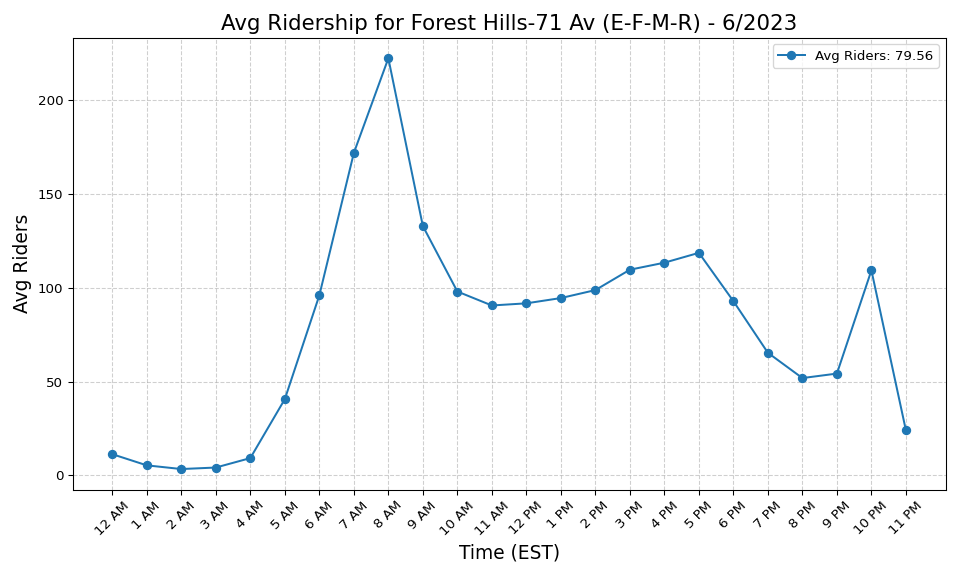 Avg Ridership for Forest Hills-71 Av (E-F-M-R) - 6/2023
Avg Riders: 79.56
Avg Riders
200
150
100
50
0
12 AM
1 AM
2 AM
3 AM
4 AM
5 AM
6 AM
7 AM
8 AM
9 AM
10 AM
11 AM
12 PM
1 PM
2 PM
3 PM
4 PM
5 PM
6 PM
7 PM
8 PM
9 PM
10 PM
11 PM
Time (EST)